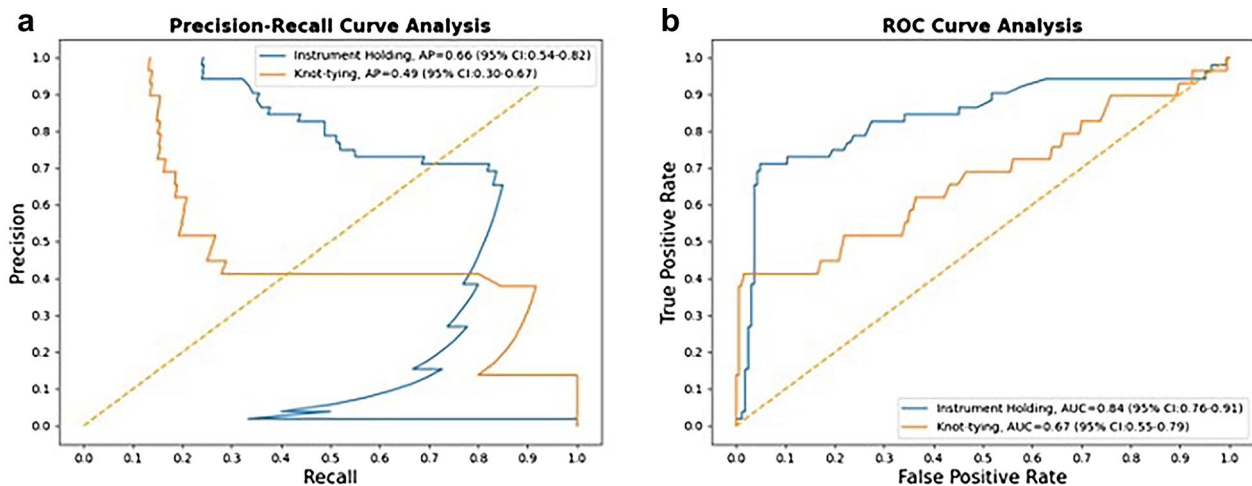 a
Precision-Recall Curve Analysis
Instrument Holding, AP=0.66 (95% CI:0.54-0.82)
Knot-tying, AP=0.49 (95% CI:0.30-0.67)
1.0
0.9
0.8
0.7
0.6
0.5
0.4
0.3
0.2
0.1
0.0
Precision
0.0 0.1 0.2 0.3 0.4 0.5 0.6 0.7 0.8 0.9 1.0
Recall
b
ROC Curve Analysis
1.0
0.9
0.8
0.7
0.6
0.5
0.4
0.3
0.2
0.1
0.0
True Positive Rate
Instrument Holding, AUC=0.84 (95% CI:0.76-0.91)
Knot-tying, AUC=0.67 (95% CI:0.55-0.79)
0.0 0.1 0.2 0.3 0.4 0.5 0.6 0.7 0.8 0.9 1.0
False Positive Rate